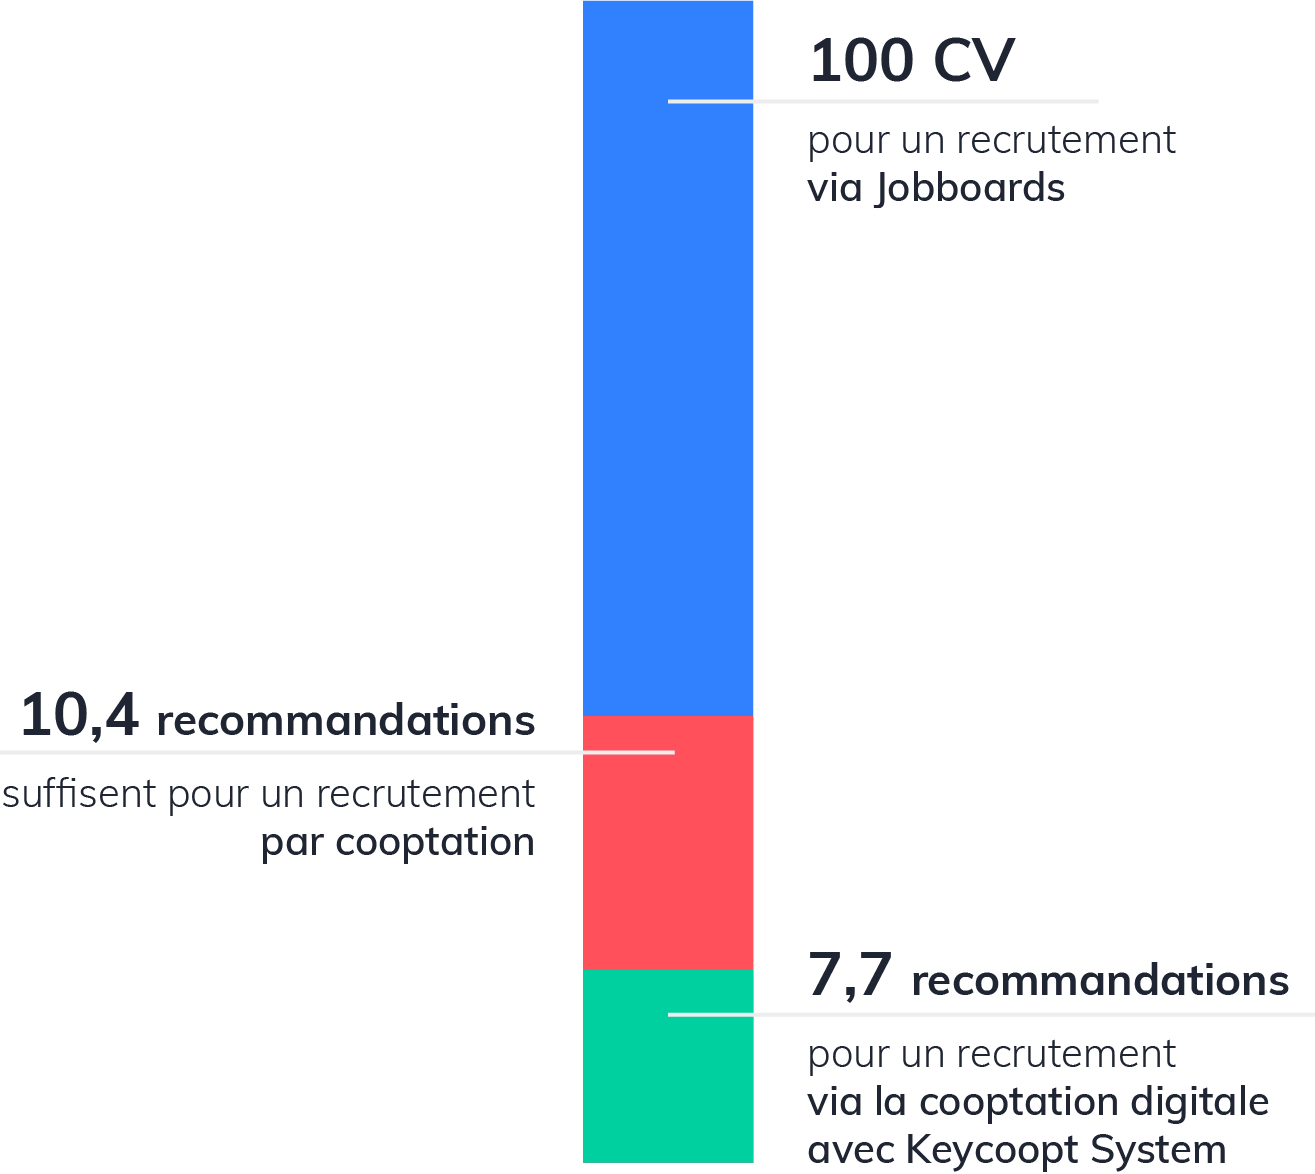 100 CV
pour un recrutement
via Jobboards
10,4 recommandations
suffisent pour un recrutement
par cooptation
7,7 recommandations
pour un recrutement
via la cooptation digitale
avec Keycoopt System